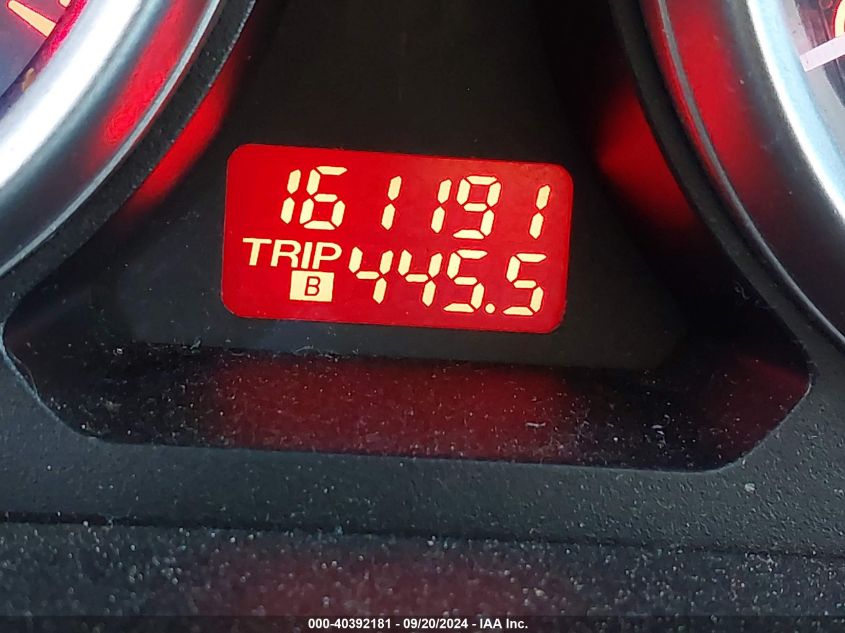 161191
TRIP
B 445.5
000-40392181 - 09/20/2024 - IAA Inc.